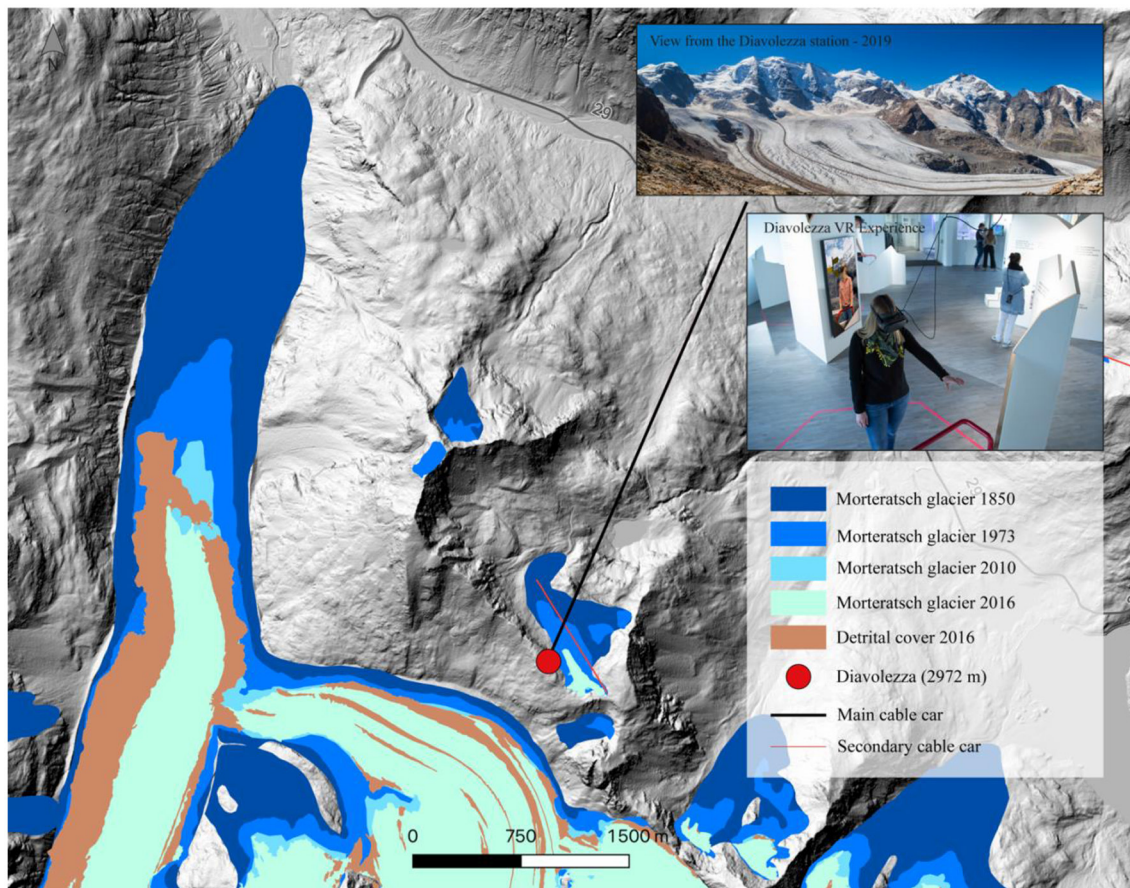 N
View from the Diavolezza station - 2019
29
Diavolezza VR Experience
29
Morteratsch glacier 1850
Morteratsch glacier 1973
Morteratsch glacier 2010
Morteratsch glacier 2016
Detrital cover 2016
Diavolezza (2972 m)
Main cable car
Secondary cable car
0 750 1500 m